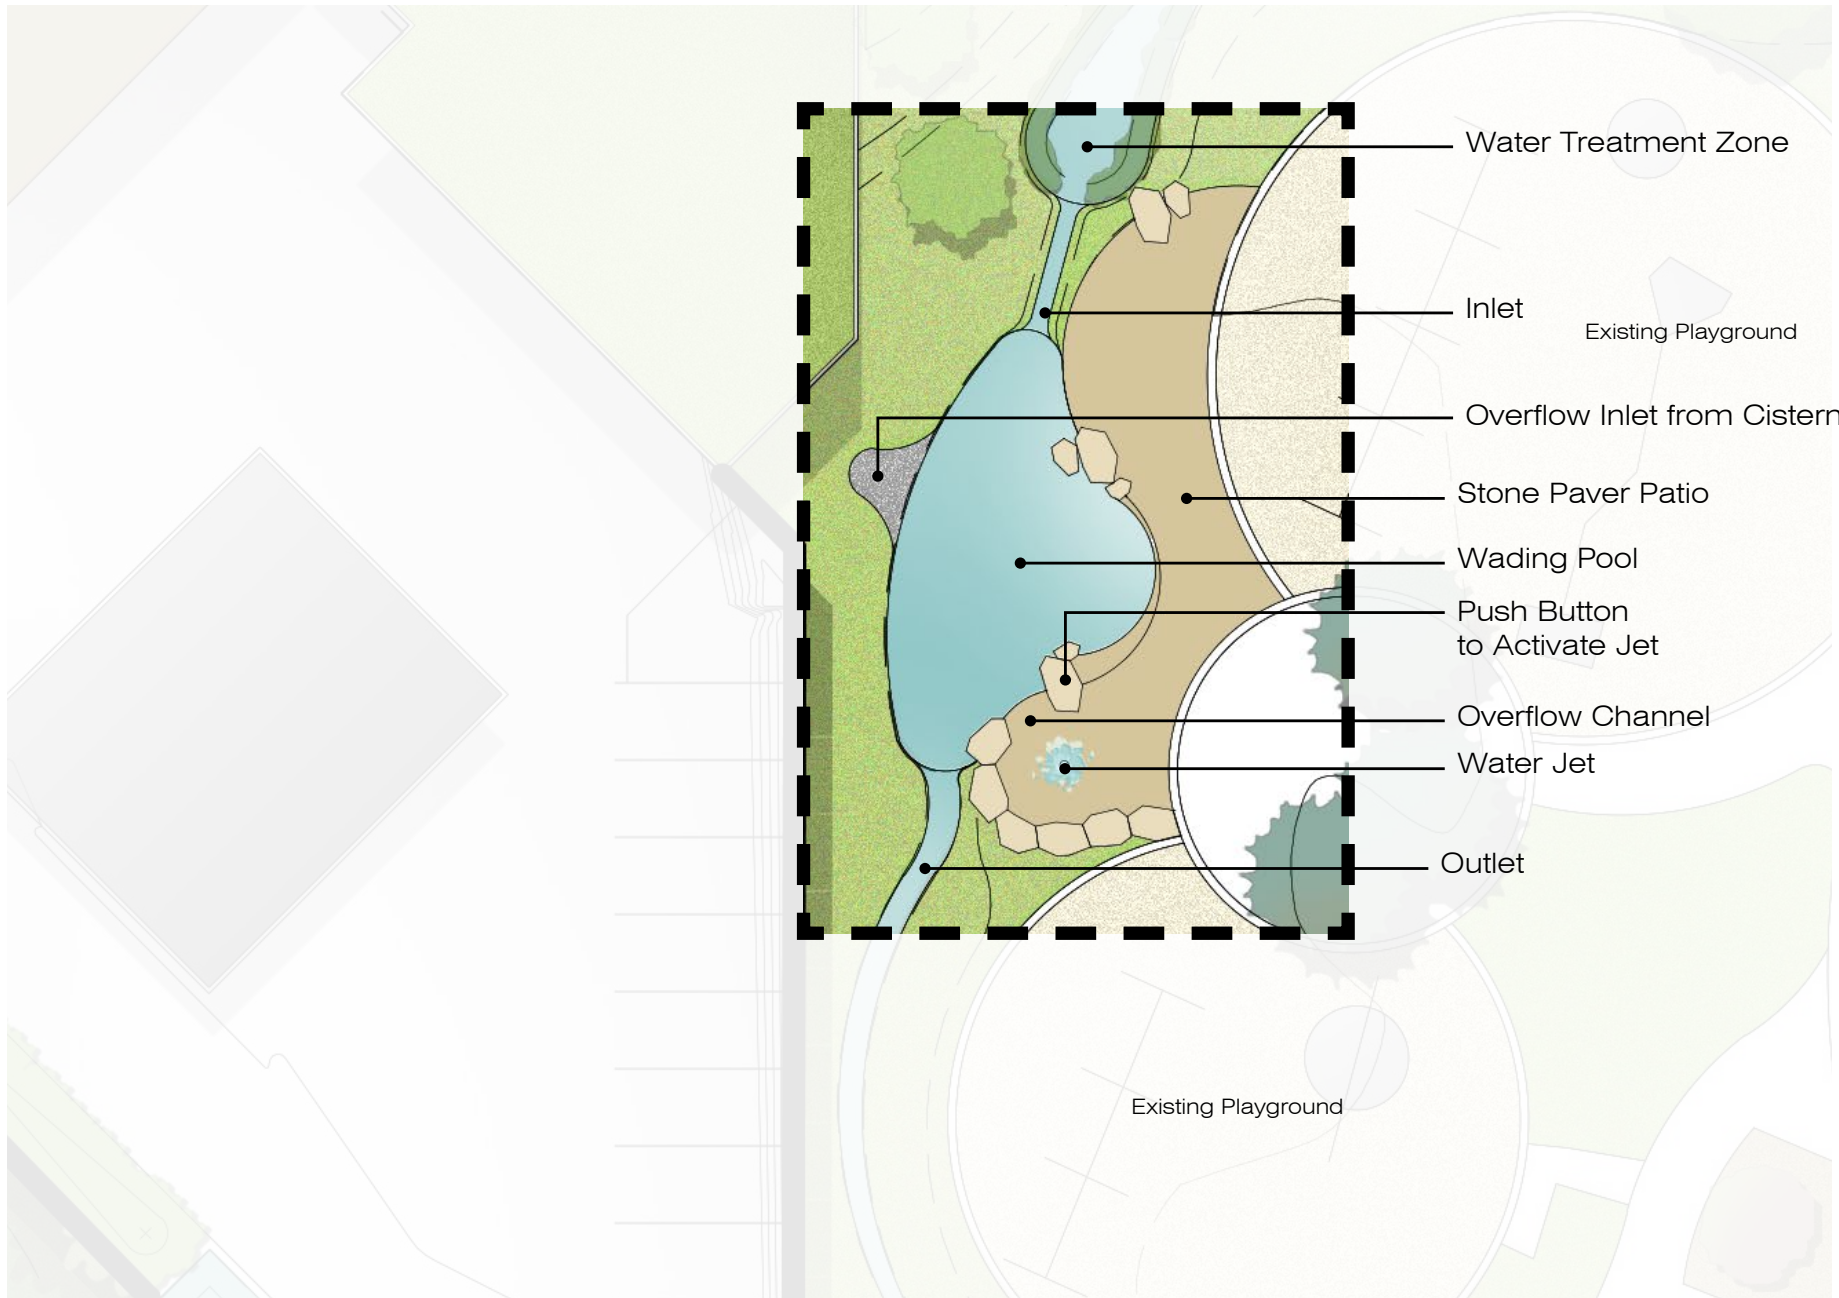 Water Treatment Zone
Inlet
Existing Playground
Overflow Inlet from Cistern
Stone Paver Patio
Wading Pool
Push Button
to Activate Jet
Overflow Channel
Water Jet
Outlet
Existing Playground